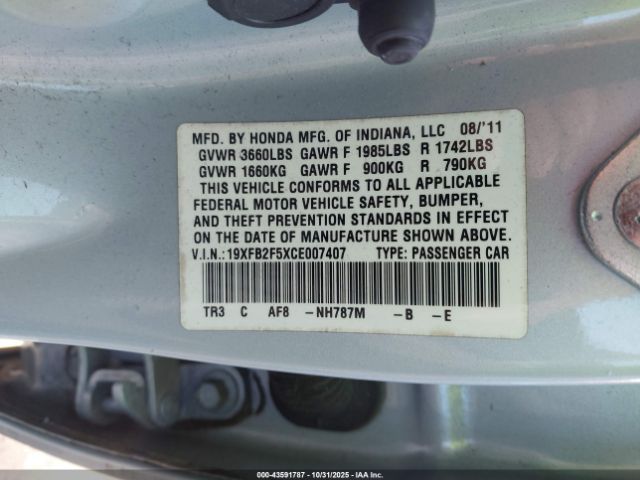 MFD. BY HONDA MFG. OF INDIANA, LLC 08/'11
GVWR 3660LBS GAWR F 1985LBS R 1742LBS
GVWR 1660KG GAWR F 900KG R 790KG
THIS VEHICLE CONFORMS TO ALL APPLICABLE
FEDERAL MOTOR VEHICLE SAFETY, BUMPER,
AND THEFT PREVENTION STANDARDS IN EFFECT
ON THE DATE OF MANUFACTURE SHOWN ABOVE.
V.I.N.:19XFB2F5XCE007407 TYPE: PASSENGER CAR
TR3 C AF8 -NH787M -B -E
000-43591787 - 10/31/2025 - IAA Inc.